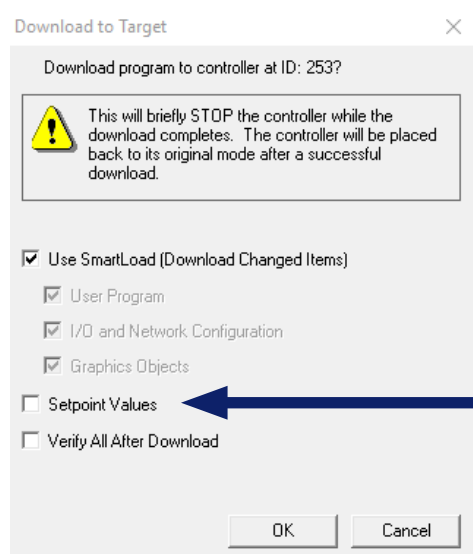 Download to Target
Download program to controller at ID: 253?
This will briefly STOP the controller while the
download completes. The controller will be placed
back to its original mode after a successful
download.
Use SmartLoad (Download Changed Items)
User Program
I/O and Network Configuration
Graphics Objects
Setpoint Values
Verify All After Download
OK Cancel